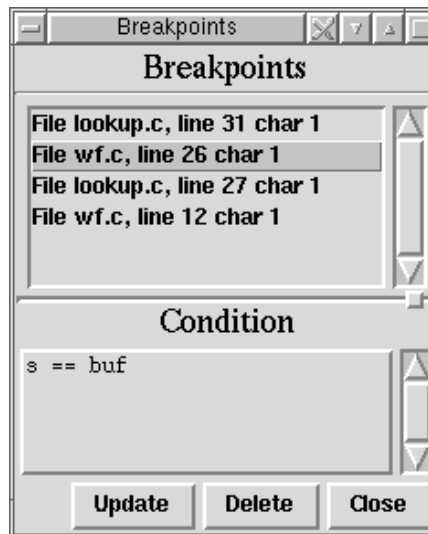 Breakpoints
Breakpoints
File lookup.c, line 31 char 1
File wf.c, line 26 char 1
File lookup.c, line 27 char 1
File wf.c, line 12 char 1
Condition
s == buf
Update Delete Close